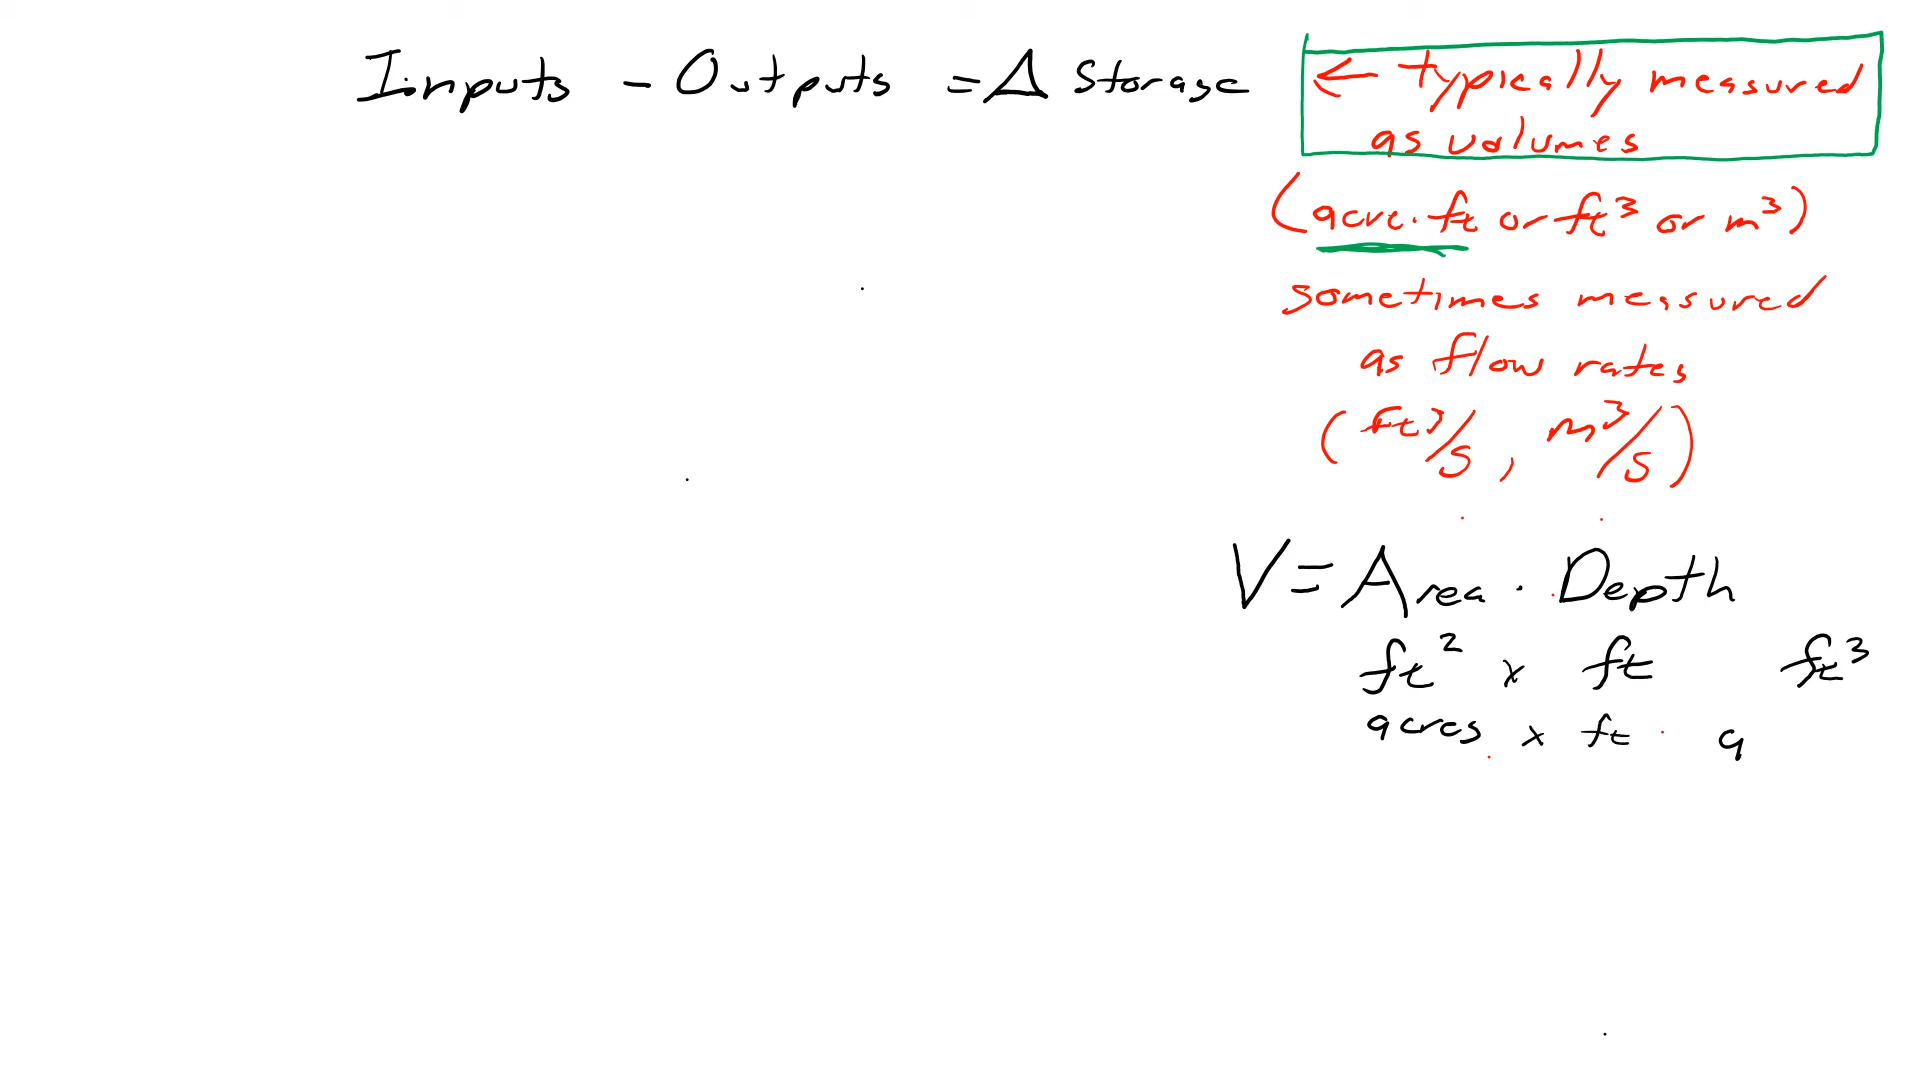 Inputs - Outputs = Δ Storage
← typically measured
as volumes
(acre·ft or ft³ or m³)
sometimes measured
as flow rates
(ft³/s, m³/s)
V = Area · Depth
ft² x ft ft³
acres x ft a